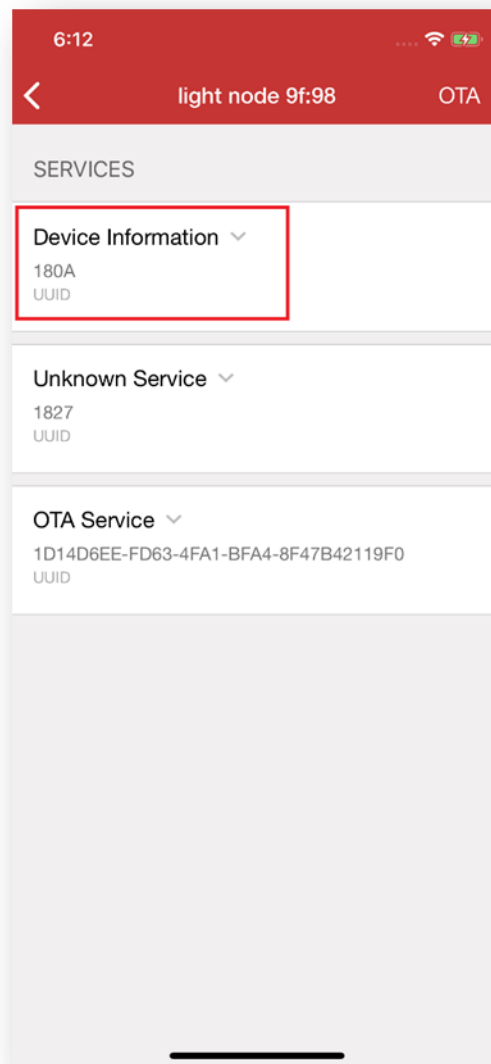 6:12
light node 9f:98 OTA
SERVICES
Device Information
180A
UUID
Unknown Service
1827
UUID
OTA Service
1D14D6EE-FD63-4FA1-BFA4-8F47B42119F0
UUID